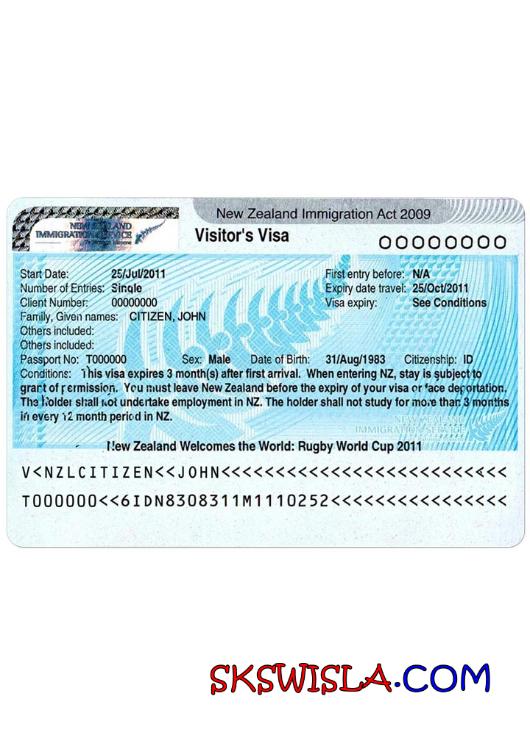 NEW ZEALAND
IMMIGRATION SERVICE
New Zealand Immigration Act 2009
Visitor's Visa
00000000
Start Date: 25/Jul/2011 First entry before: N/A
Number of Entries: Single Expiry date travel: 25/Oct/2011
Client Number: 00000000 Visa expiry: See Conditions
Family, Given names: CITIZEN, JOHN
Others included:
Others included:
Passport No: T000000 Sex: Male Date of Birth: 31/Aug/1983 Citizenship: ID
Conditions: This visa expires 3 month(s) after first arrival. When entering NZ, stay is subject to
grant of permission. You must leave New Zealand before the expiry of your visa or face deportation.
The holder shall not undertake employment in NZ. The holder shall not study for more than 3 months
in every 12 month period in NZ.
NEW ZEALAND
IMMIGRATION SERVICE
New Zealand Welcomes the World: Rugby World Cup 2011
V<NZLCITIZEN<<JOHN<<<<<<<<<<<<<<<<<<<<<<<<<<
T000000<<6IDN8308311M1110252<<<<<<<<<<<<<<<<
SKSWISLA.COM